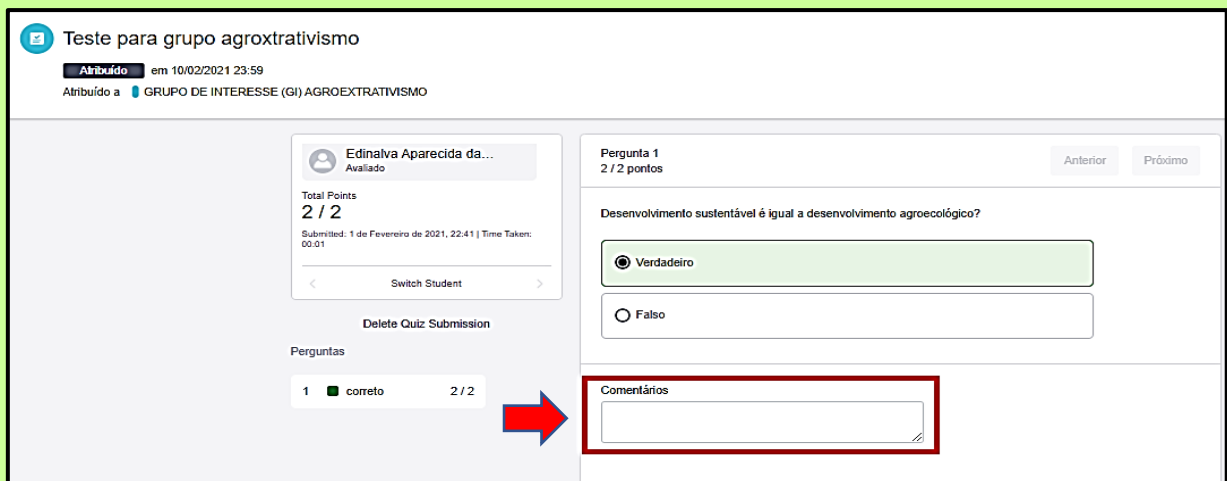 Teste para grupo agroxtrativismo
Atribuído em 10/02/2021 23:59
Atribuído a GRUPO DE INTERESSE (GI) AGROEXTRATIVISMO
Edinalva Aparecida da...
Avaliado
Total Points
2 / 2
Submitted: 1 de Fevereiro de 2021, 22:41 | Time Taken:
00:01
Switch Student
Delete Quiz Submission
Perguntas
1 correto 2 / 2
Pergunta 1
2 / 2 pontos
Anterior Próximo
Desenvolvimento sustentável é igual a desenvolvimento agroecológico?
Verdadeiro
Falso
Comentários